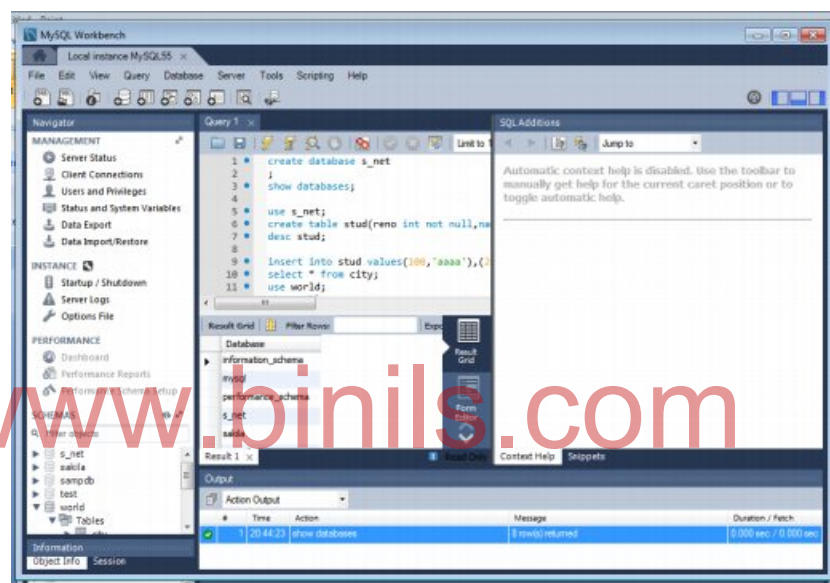 MySQL Workbench
Local instance MySQL55
File Edit View Query Database Server Tools Scripting Help
Navigator
MANAGEMENT
Server Status
Client Connections
Users and Privileges
Status and System Variables
Data Export
Data Import/Restore
INSTANCE
Startup / Shutdown
Server Logs
Options File
PERFORMANCE
Dashboard
Performance Reports
Performance Schema Setup
SCHEMAS
Filter objects
s_net
sakila
sampdb
test
world
Tables
Information
Object Info Session
Query 1
Limit to 1
1 create database s_net
2 ;
3 show databases;
4
5 use s_net;
6 create table stud(reno int not null,na
7 desc stud;
8
9 insert into stud values(100,'aaaa'),(2
10 select * from city;
11 use world;
Result Grid Filter Rows: Expo
Database
information_schema
mysql
performance_schema
s_net
sakila
Result Grid
Form Editor
Result 1 Read Only
SQL Additions
Jump to
Automatic context help is disabled. Use the toolbar to
manually get help for the current caret position or to
toggle automatic help.
Context Help Snippets
Output
Action Output
# Time Action Message Duration / Fetch
1 20:44:23 show databases 8 row(s) returned 0.000 sec / 0.000 sec
www.binils.com